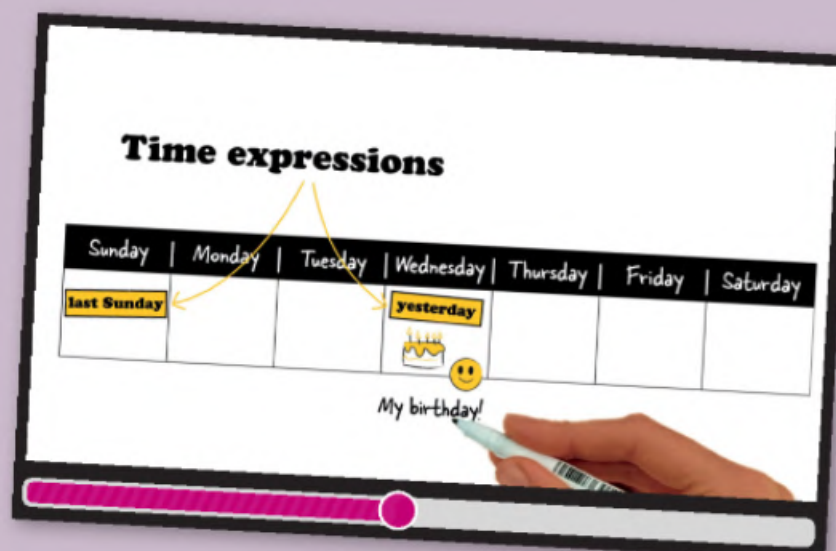 Time expressions
Sunday | Monday | Tuesday | Wednesday | Thursday | Friday | Saturday
last Sunday yesterday
My birthday!